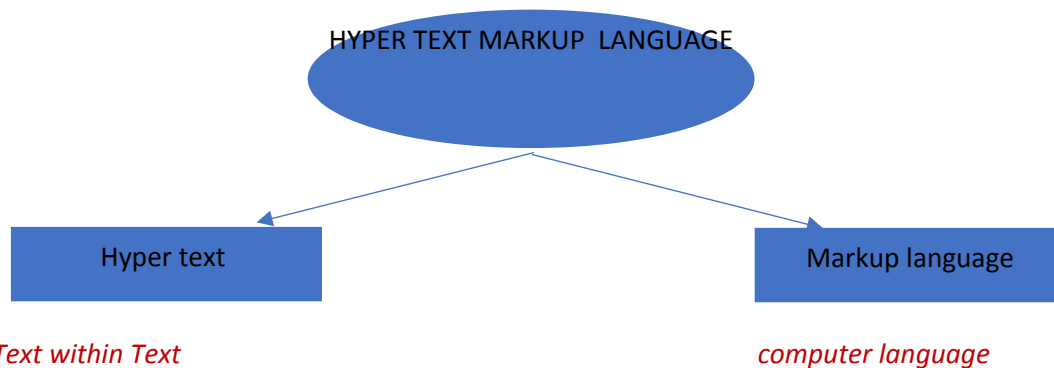 HYPER TEXT MARKUP LANGUAGE
Hyper text
Markup language
Text within Text
computer language